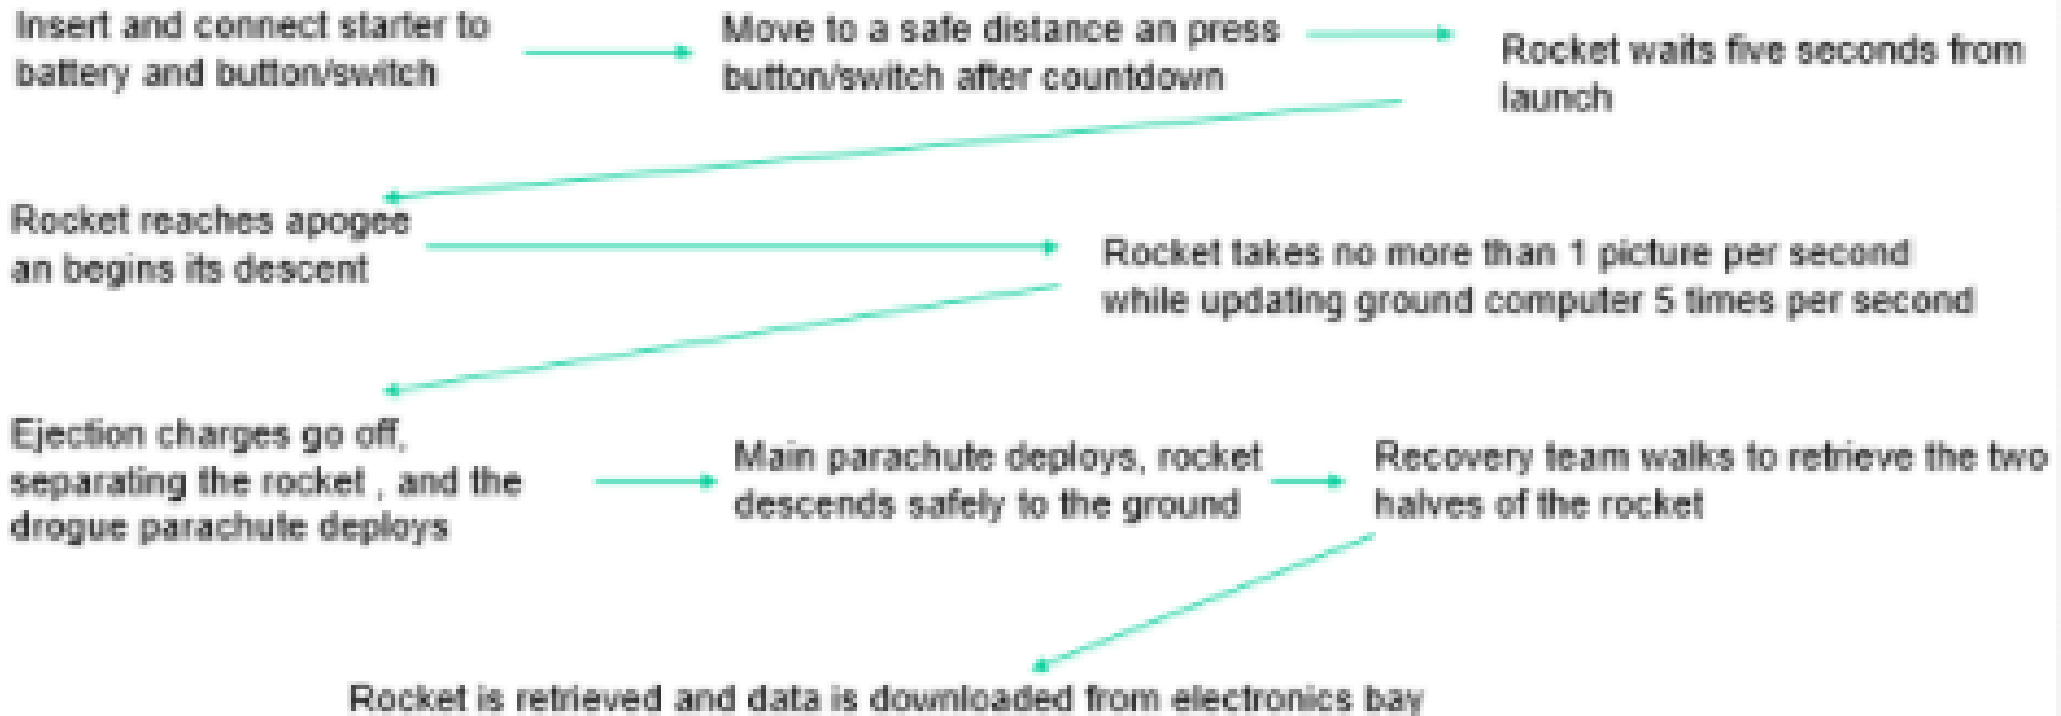 Insert and connect starter to
battery and button/switch
Move to a safe distance an press
button/switch after countdown
Rocket waits five seconds from
launch
Rocket reaches apogee
an begins its descent
Rocket takes no more than 1 picture per second
while updating ground computer 5 times per second
Ejection charges go off,
separating the rocket , and the
drogue parachute deploys
Main parachute deploys, rocket
descends safely to the ground
Recovery team walks to retrieve the two
halves of the rocket
Rocket is retrieved and data is downloaded from electronics bay